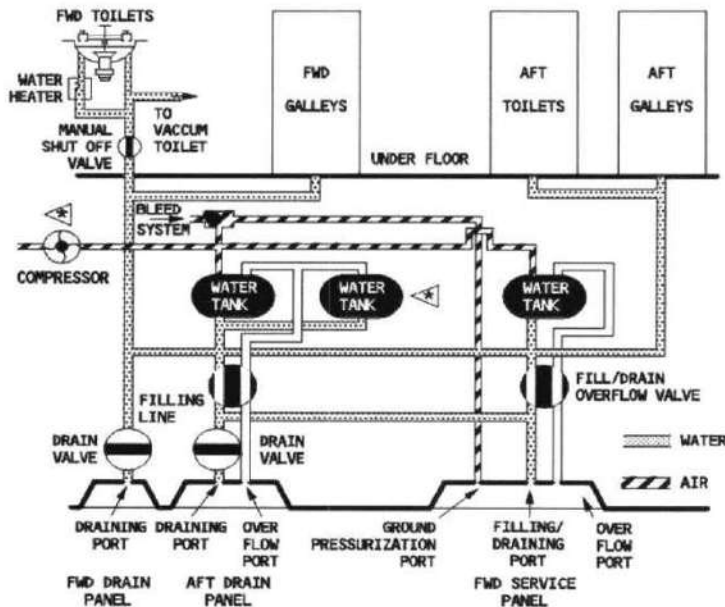 FWD TOILETS
WATER
HEATER
TO
VACCUM
TOILET
MANUAL
SHUT OFF
VALVE
FWD
GALLEYS
AFT
TOILETS
AFT
GALLEYS
UNDER FLOOR
BLEED
SYSTEM
*
COMPRESSOR
WATER
TANK
WATER
TANK
*
WATER
TANK
FILLING
LINE
FILL/DRAIN
OVERFLOW VALVE
DRAIN
VALVE
DRAIN
VALVE
WATER
AIR
DRAINING
PORT
DRAINING
PORT
OVER
FLOW
PORT
GROUND
PRESSURIZATION
PORT
FILLING/
DRAINING
PORT
OVER
FLOW
PORT
FWD DRAIN
PANEL
AFT DRAIN
PANEL
FWD SERVICE
PANEL